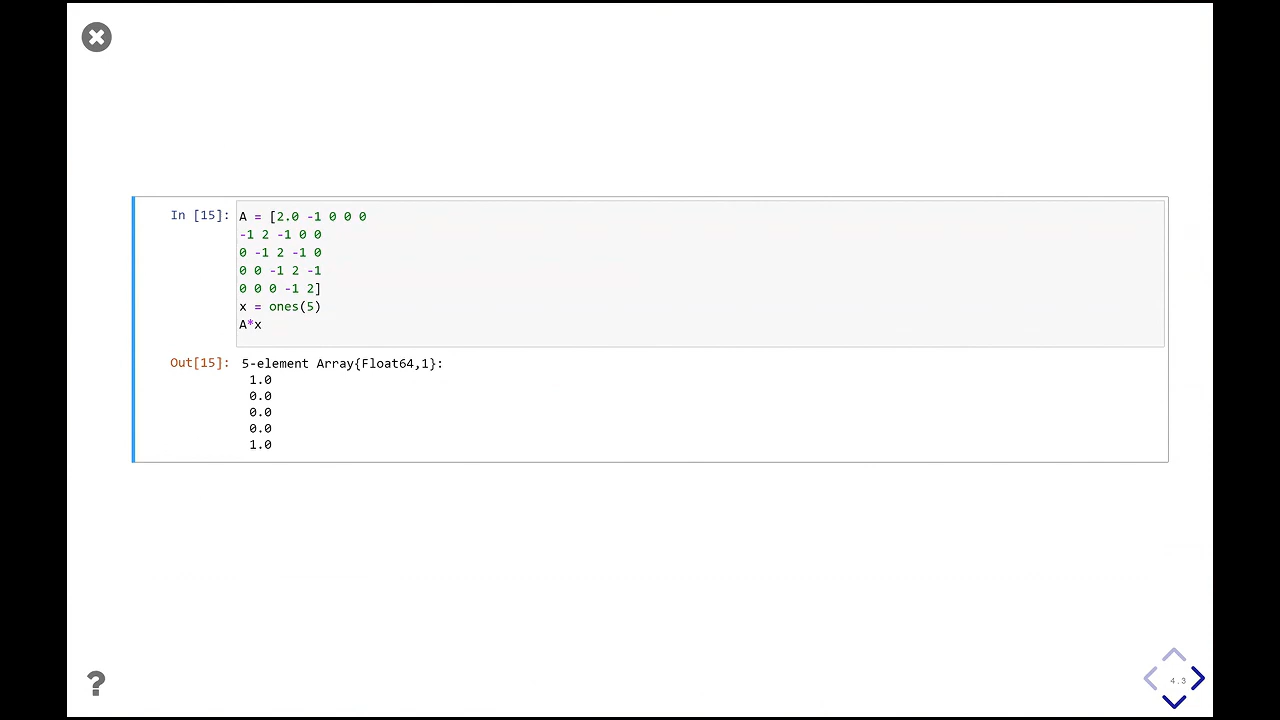 In [15]: A = [2.0 -1 0 0 0
-1 2 -1 0 0
0 -1 2 -1 0
0 0 -1 2 -1
0 0 0 -1 2]
x = ones(5)
A*x
Out[15]: 5-element Array{Float64,1}:
1.0
0.0
0.0
0.0
1.0
?
4.3